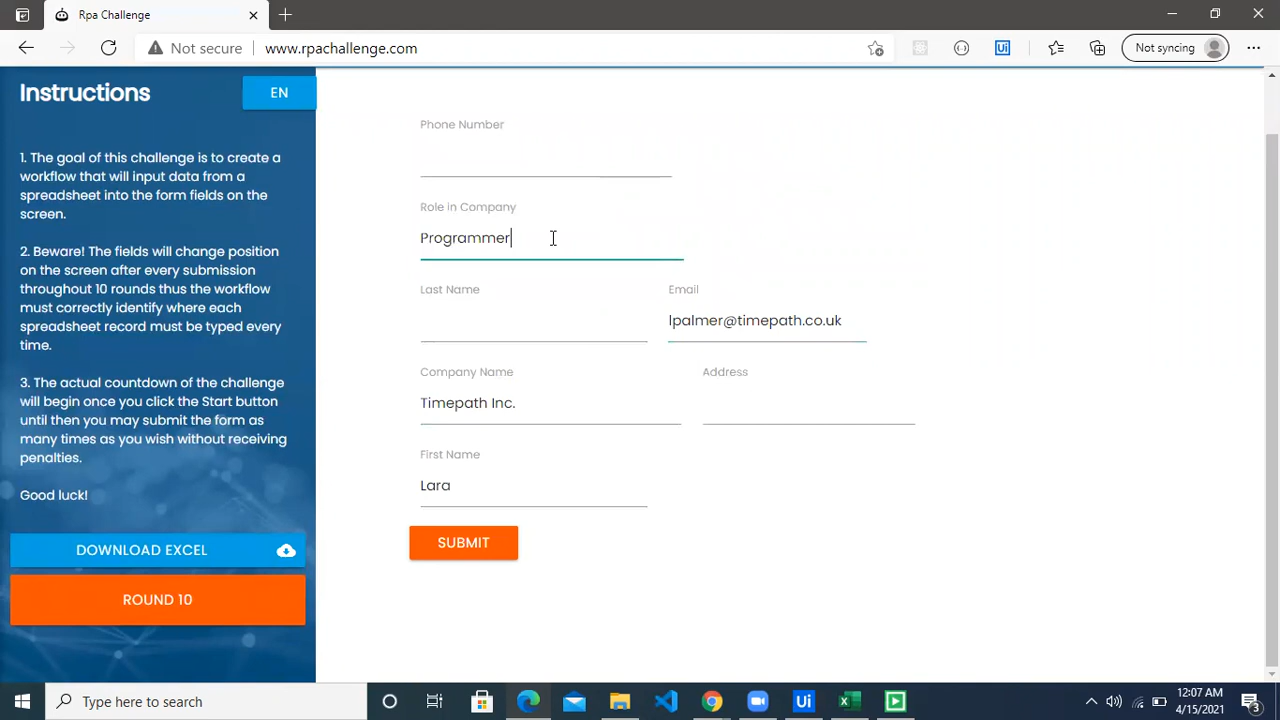 Rpa Challenge
Not secure
www.rpachallenge.com
Ui
Not syncing
Instructions
EN
1. The goal of this challenge is to create a
workflow that will input data from a
spreadsheet into the form fields on the
screen.
2. Beware! The fields will change position
on the screen after every submission
throughout 10 rounds thus the workflow
must correctly identify where each
spreadsheet record must be typed every
time.
3. The actual countdown of the challenge
will begin once you click the Start button
until then you may submit the form as
many times as you wish without receiving
penalties.
Good luck!
DOWNLOAD EXCEL
ROUND 10
Phone Number
Role in Company
Programmer
Last Name
Email
lpalmer@timepath.co.uk
Company Name
Address
Timepath Inc.
First Name
Lara
SUBMIT
Type here to search
Ui
12:07 AM
4/15/2021
3